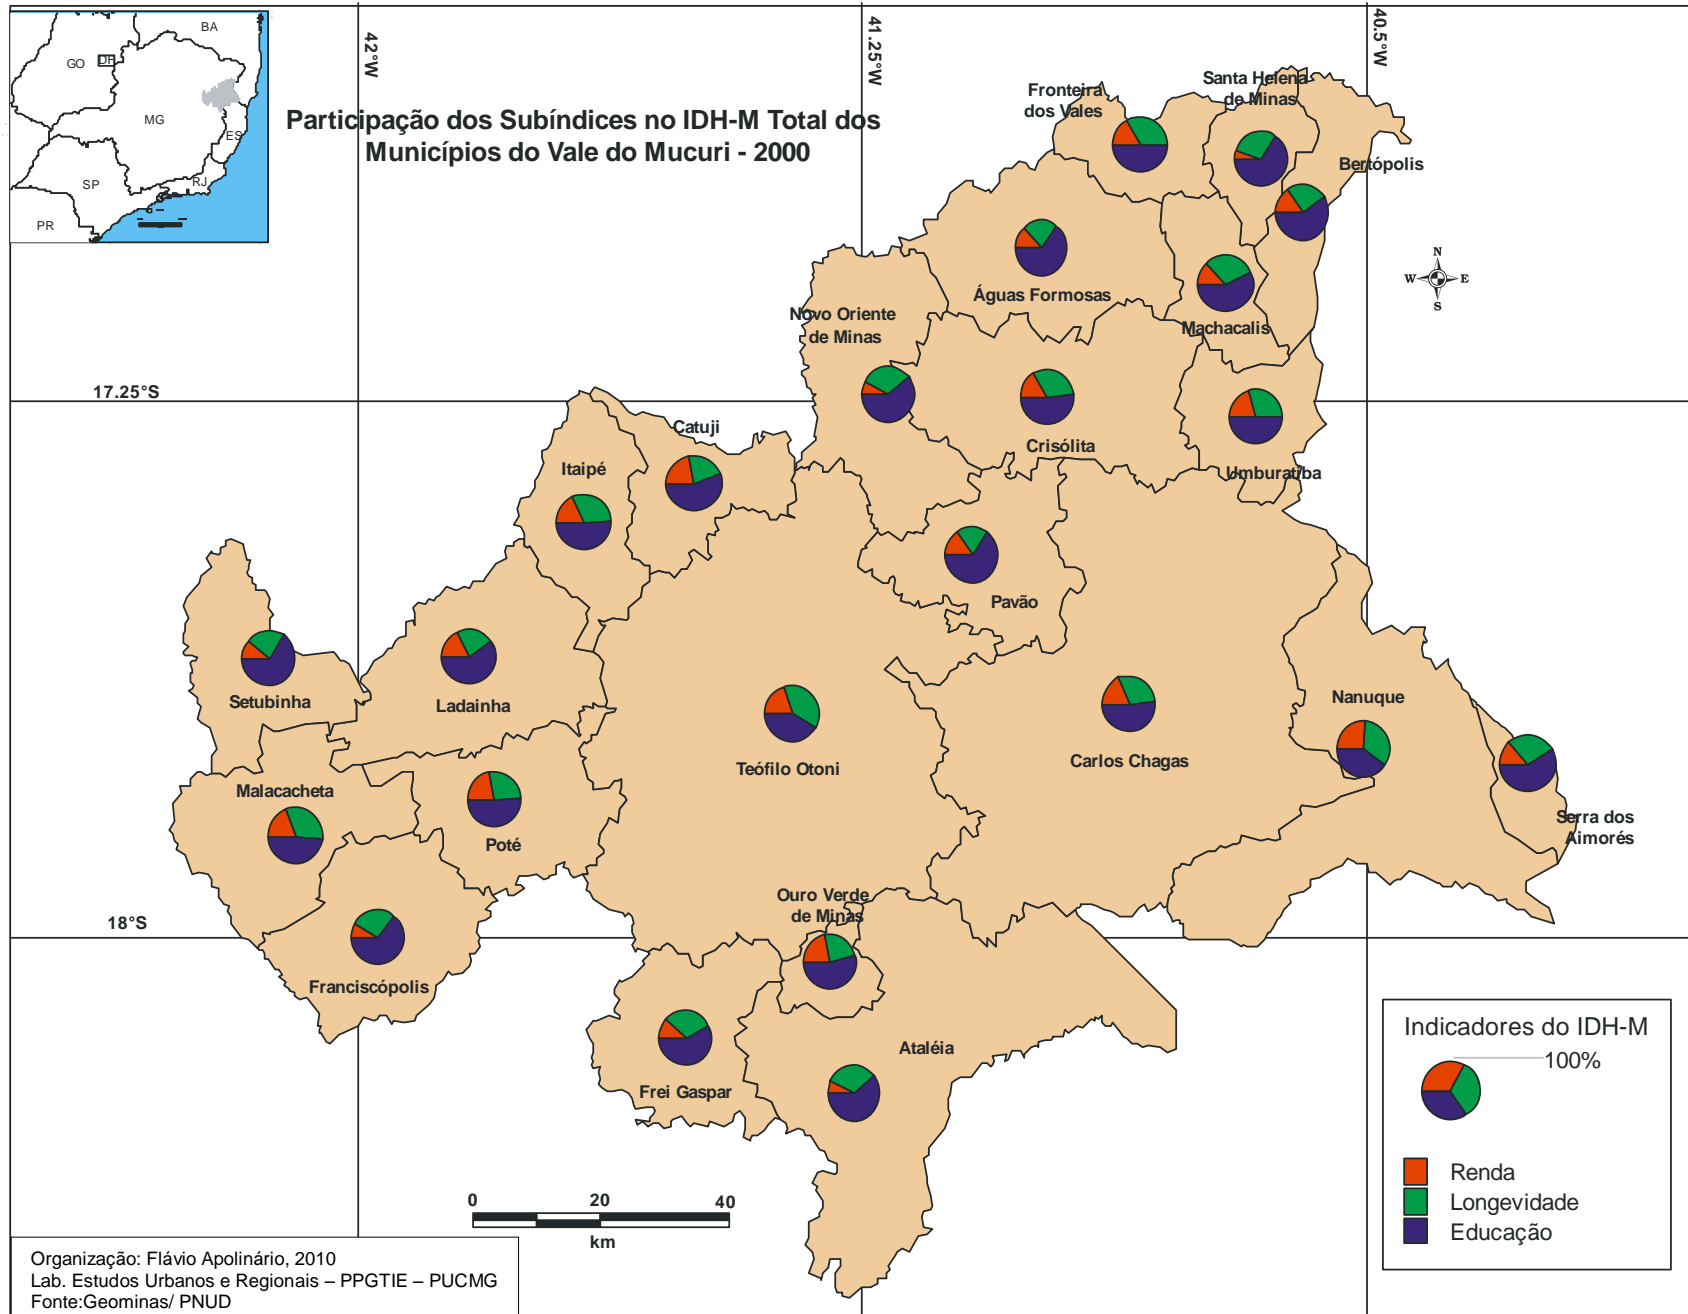 BA
GO
DF
MG
ES
SP
RJ
PR
42°W
41.25°W
40.5°W
Participação dos Subíndices no IDH-M Total dos
Municípios do Vale do Mucuri - 2000
Fronteira
dos Vales
Santa Helena
de Minas
Bertópolis
Águas Formosas
Machacalis
N
W E
S
Novo Oriente
de Minas
17.25°S
Crisólita
Umburatiba
Catuji
Itaipé
Pavão
Setubinha
Ladainha
Teófilo Otoni
Carlos Chagas
Nanuque
Serra dos
Aimorés
Malacacheta
Poté
18°S
Ouro Verde
de Minas
Franciscópolis
Frei Gaspar
Ataléia
Indicadores do IDH-M
100%
Renda
Longevidade
Educação
0 20 40
km
Organização: Flávio Apolinário, 2010
Lab. Estudos Urbanos e Regionais – PPGTIE – PUCMG
Fonte:Geominas/ PNUD